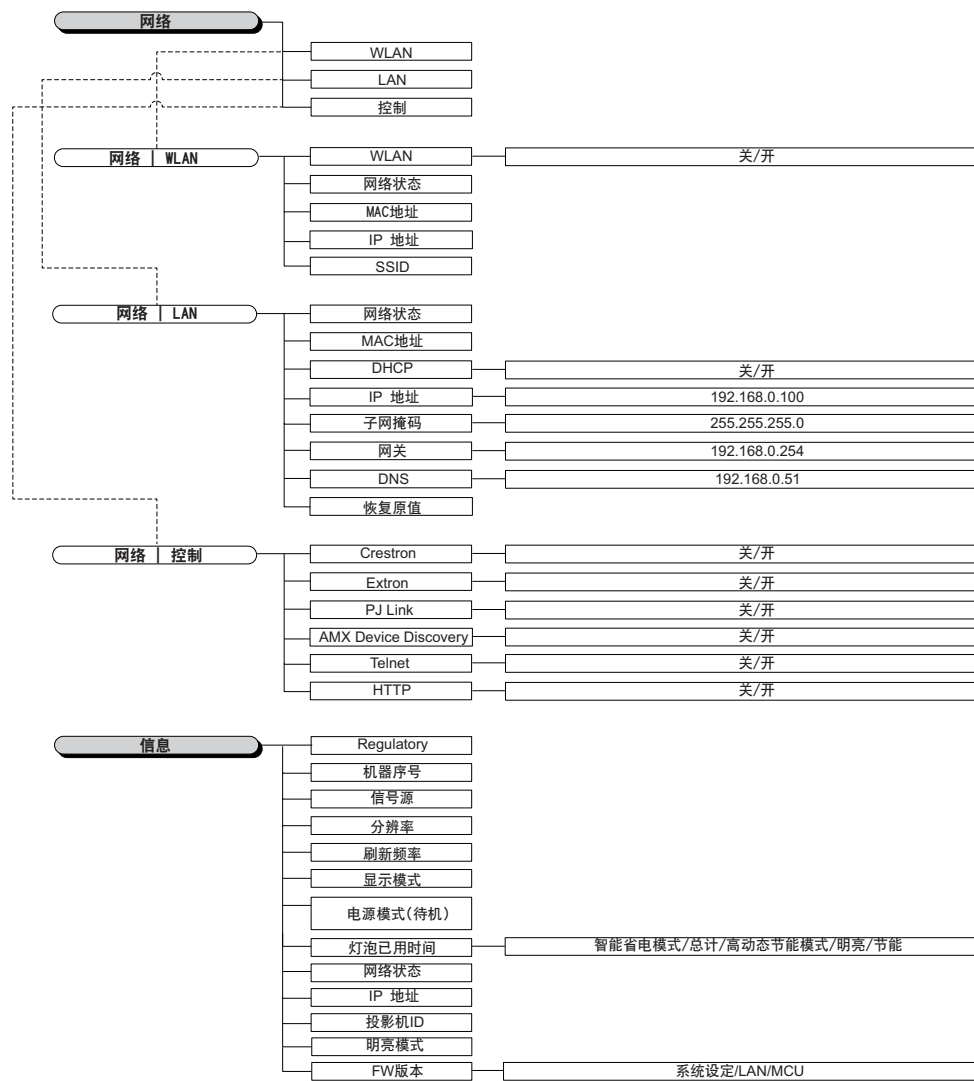 网络
WLAN
LAN
控制
网络 | WLAN
WLAN 关/开
网络状态
MAC地址
IP 地址
SSID
网络 | LAN
网络状态
MAC地址
DHCP 关/开
IP 地址 192.168.0.100
子网掩码 255.255.255.0
网关 192.168.0.254
DNS 192.168.0.51
恢复原值
网络 | 控制
Crestron 关/开
Extron 关/开
PJ Link 关/开
AMX Device Discovery 关/开
Telnet 关/开
HTTP 关/开
信息
Regulatory
机器序号
信号源
分辨率
刷新频率
显示模式
电源模式(待机)
灯泡已用时间 智能省电模式/总计/高动态节能模式/明亮/节能
网络状态
IP 地址
投影机ID
明亮模式
FW版本 系统设定/LAN/MCU